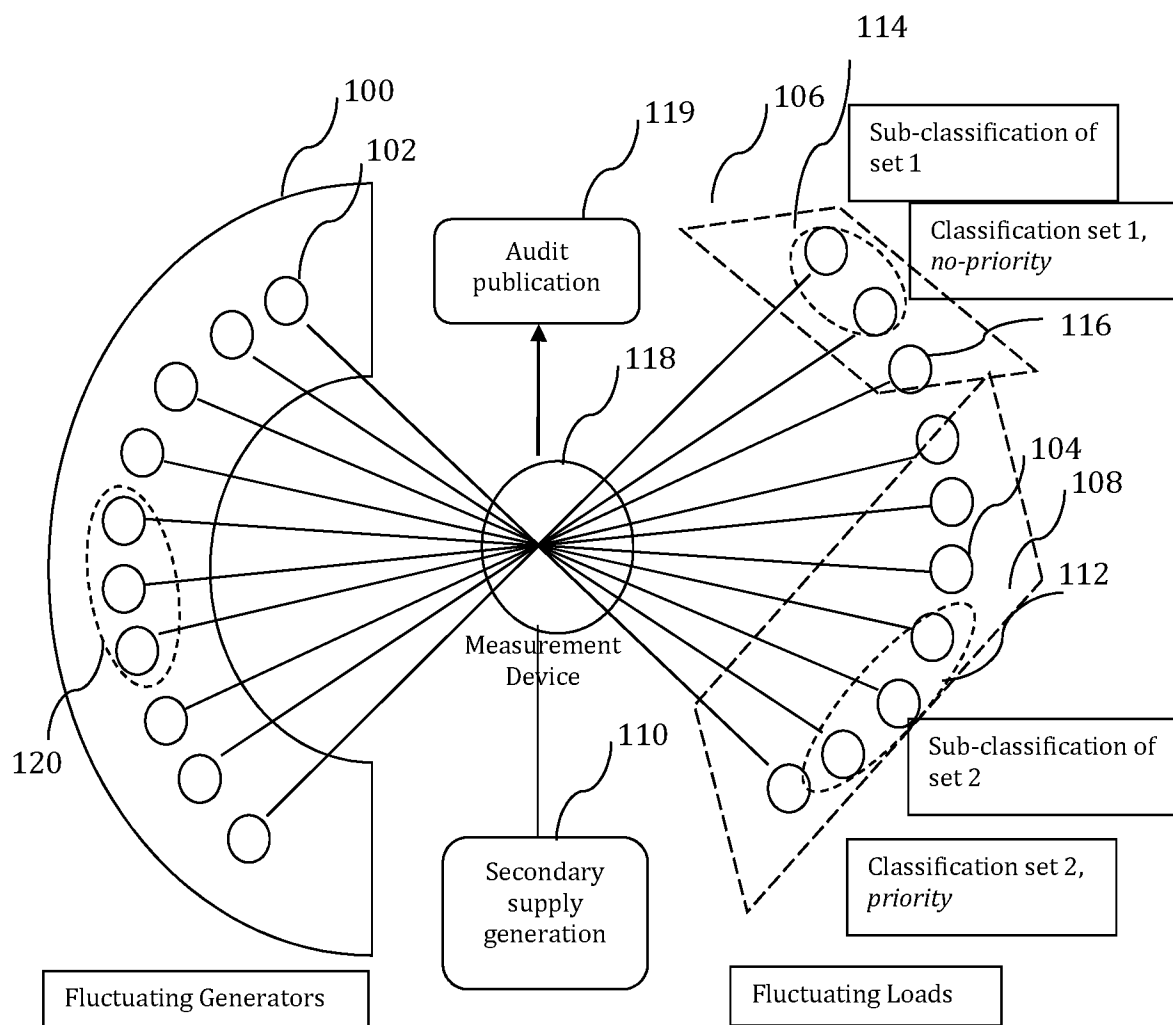 114
100
106
119
Sub-classification of
set 1
102
Audit
publication
Classification set 1,
no-priority
116
118
104
108
112
Measurement
Device
120
110
Sub-classification of
set 2
Secondary
supply
generation
Classification set 2,
priority
Fluctuating Generators
Fluctuating Loads